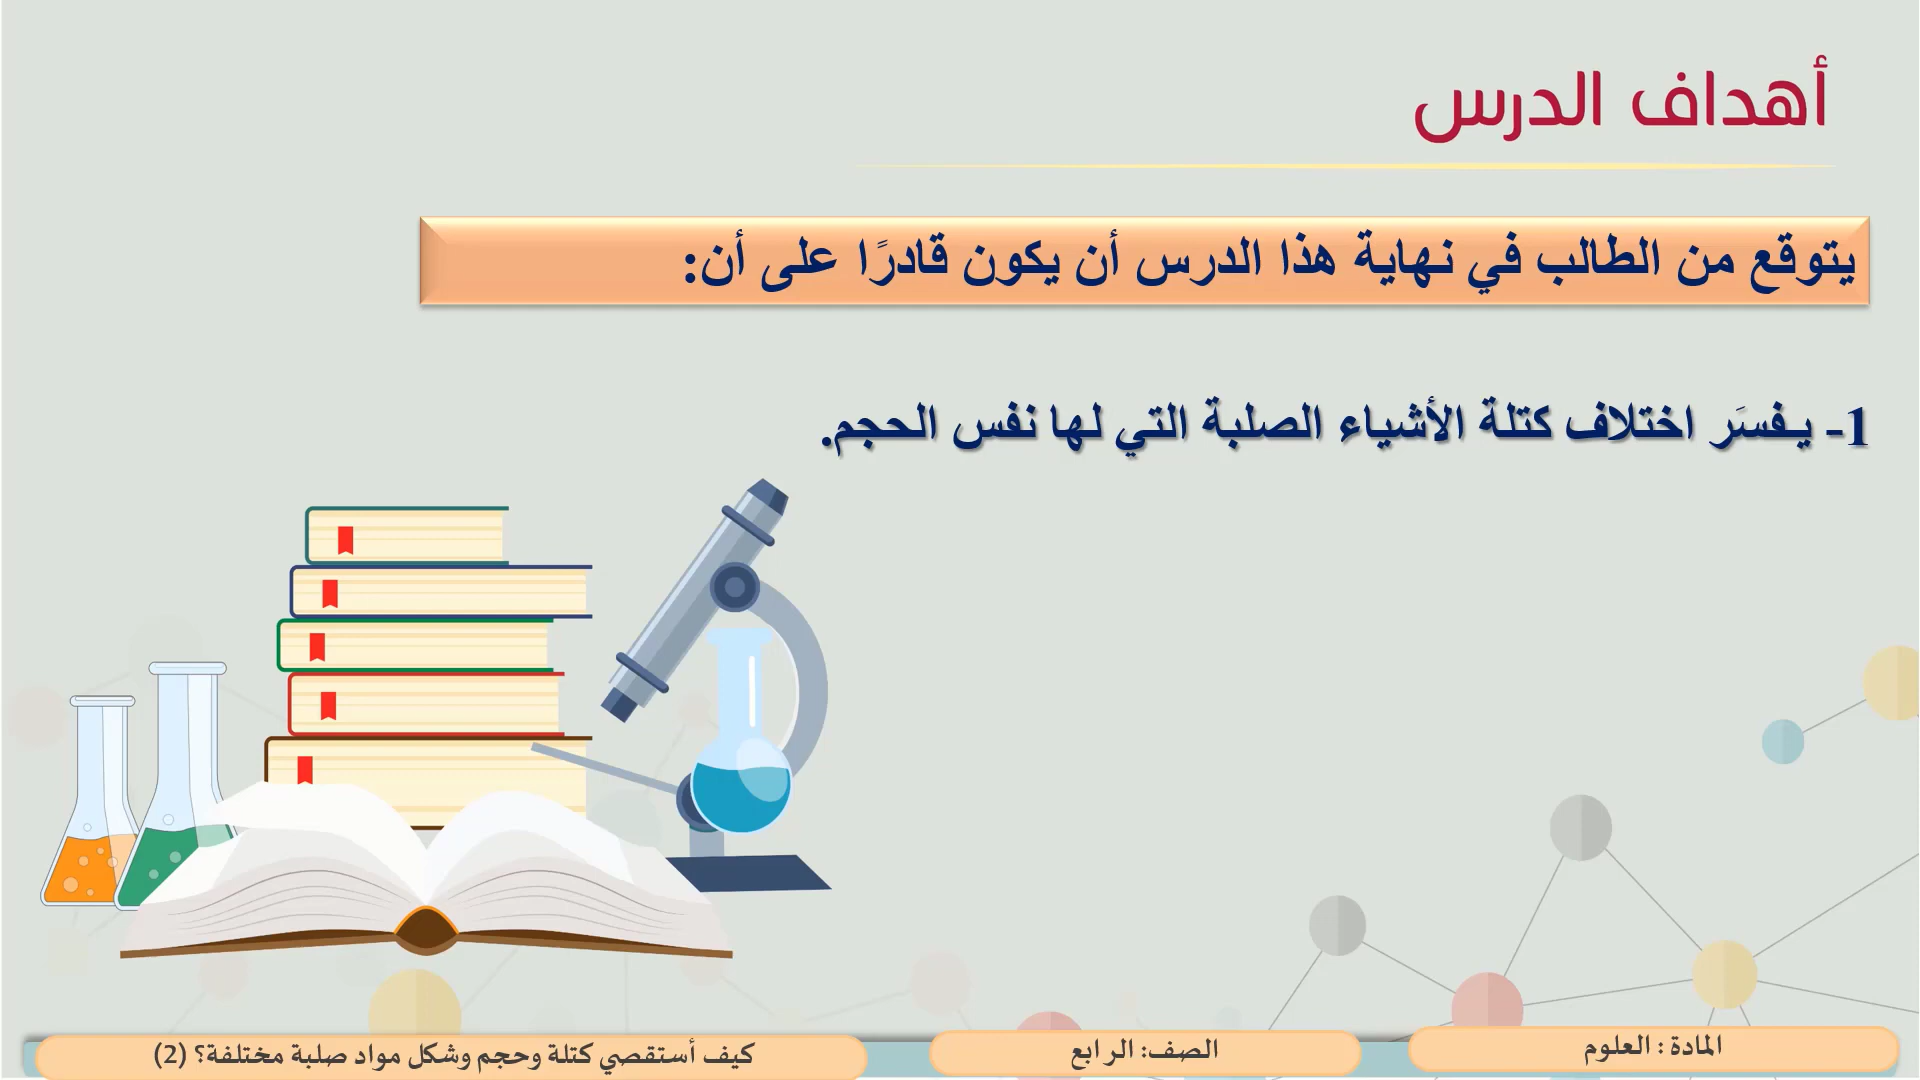 أهداف الدرس
يتوقع من الطالب في نهاية هذا الدرس أن يكون قادرًا على أن:
1- يـفسَر اختلاف كتلة الأشياء الصلبة التي لها نفس الحجم.
المادة : العلوم
الصف: الرابع
كيف أستقصي كتلة وحجم وشكل مواد صلبة مختلفة؟ (2)